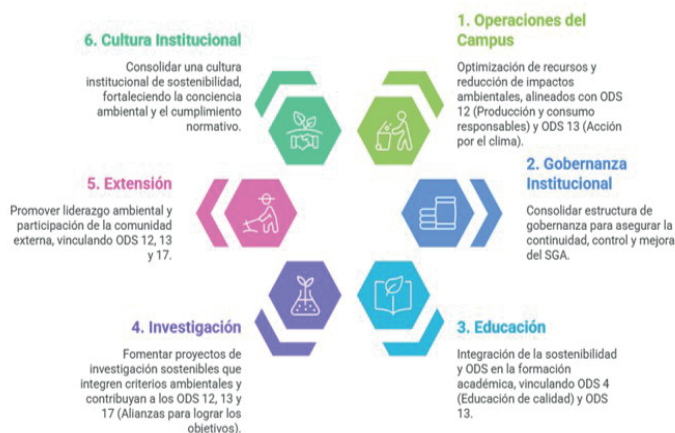 1. Operaciones del
Campus
Optimización de recursos y
reducción de impactos
ambientales, alineados con ODS
12 (Producción y consumo
responsables) y ODS 13 (Acción
por el clima).
2. Gobernanza
Institucional
Consolidar estructura de
gobernanza para asegurar la
continuidad, control y mejora
del SGA.
3. Educación
Integración de la sostenibilidad
y ODS en la formación
académica, vinculando ODS 4
(Educación de calidad) y ODS
13.
4. Investigación
Fomentar proyectos de
investigación sostenibles que
integren criterios ambientales y
contribuyan a los ODS 12, 13 y
17 (Alianzas para lograr los
objetivos).
5. Extensión
Promover liderazgo ambiental y
participación de la comunidad
externa, vinculando ODS 12, 13
y 17.
6. Cultura Institucional
Consolidar una cultura
institucional de sostenibilidad,
fortaleciendo la conciencia
ambiental y el cumplimiento
normativo.